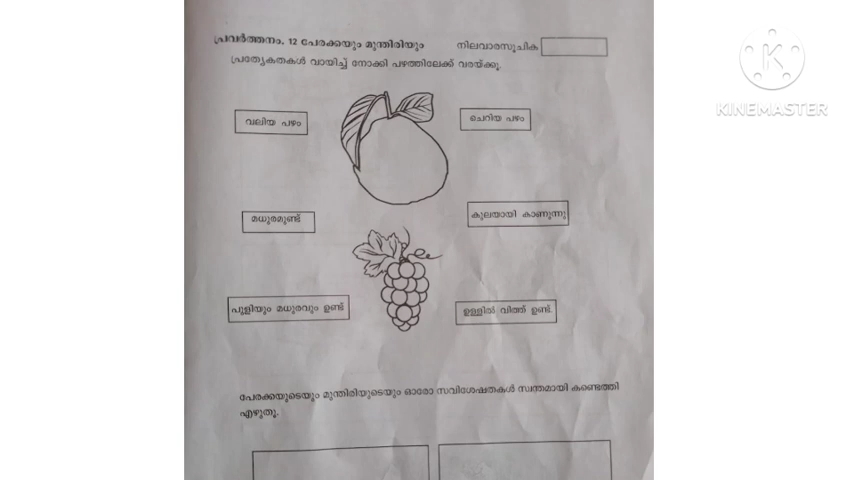 പ്രവർത്തനം. 12 പേരക്കയും മുന്തിരിയും നിലവാരസൂചിക
പ്രത്യേകതകൾ വായിച്ച് നോക്കി പഴത്തിലേക്ക് വരയ്ക്കൂ.
വലിയ പഴം
ചെറിയ പഴം
മധുരമുണ്ട്
കുലയായി കാണുന്നു
പുളിയും മധുരവും ഉണ്ട്
ഉള്ളിൽ വിത്ത് ഉണ്ട്.
പേരക്കയുടെയും മുന്തിരിയുടെയും ഓരോ സവിശേഷതകൾ സ്വന്തമായി കണ്ടെത്തി
എഴുതൂ.
K
KINEMASTER